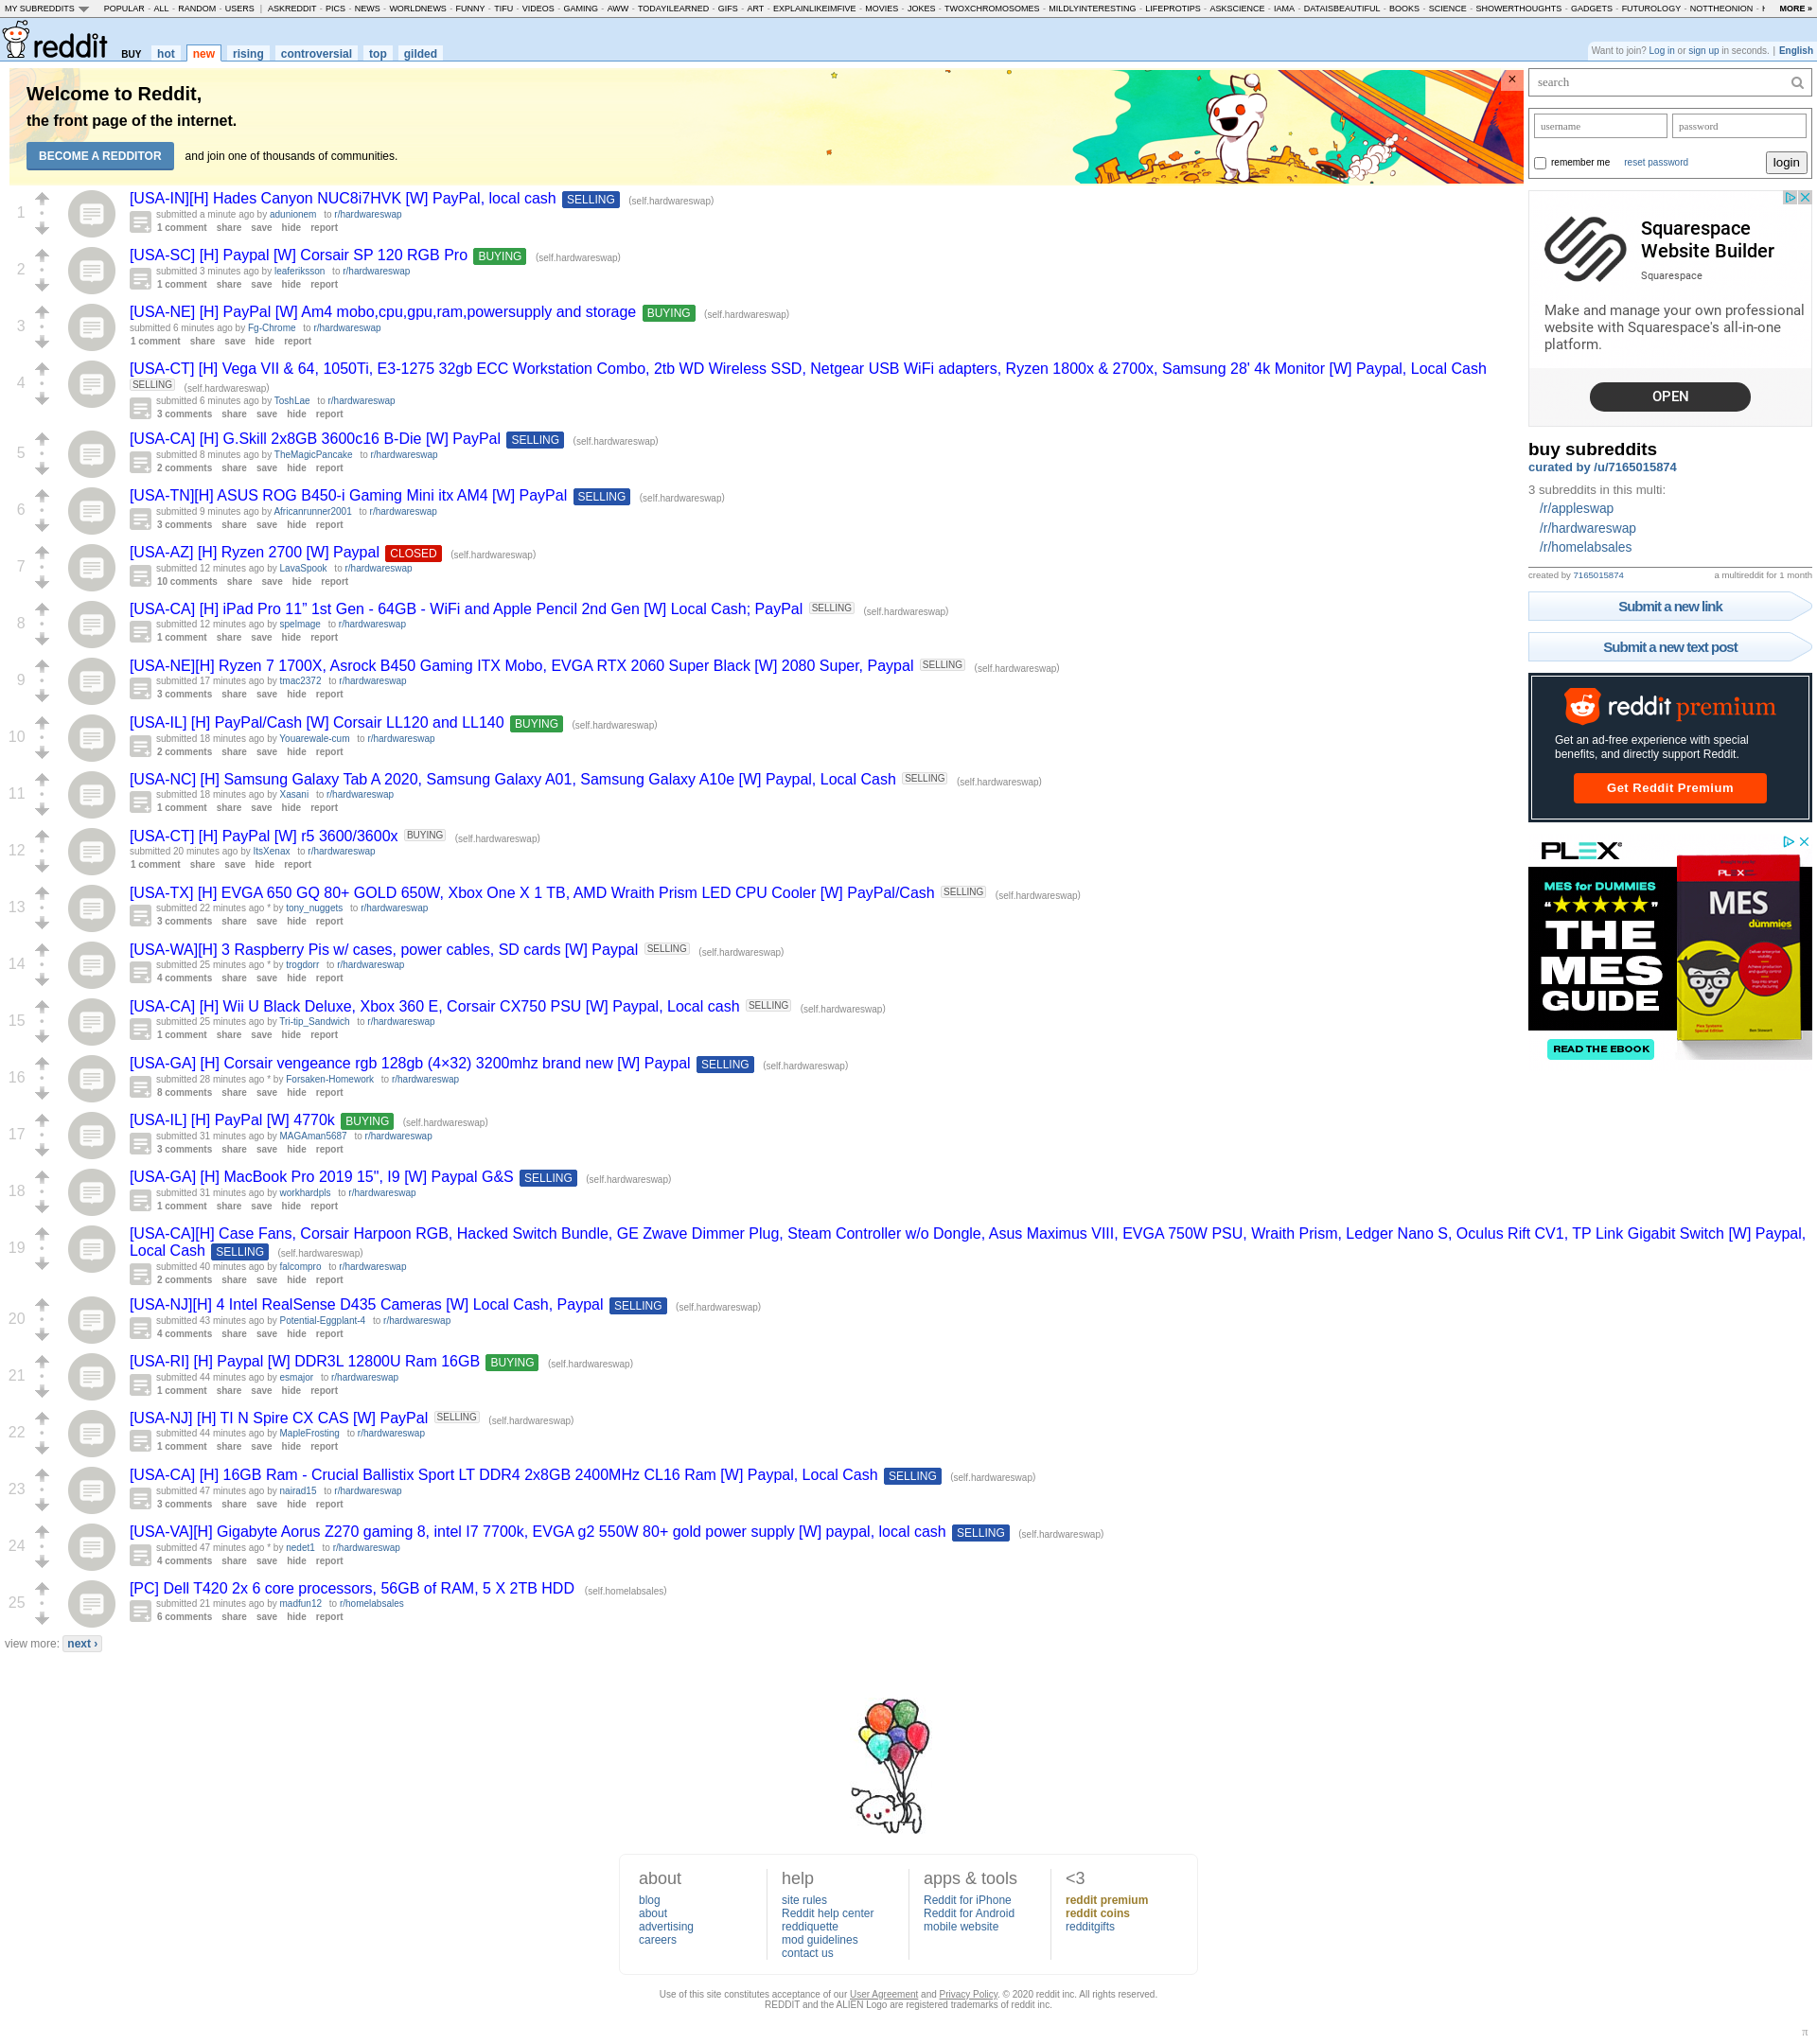 MY SUBREDDITS POPULAR - ALL - RANDOM - USERS | ASKREDDIT - PICS - NEWS - WORLDNEWS - FUNNY - TIFU - VIDEOS - GAMING - AWW - TODAYILEARNED - GIFS - ART - EXPLAINLIKEIMFIVE - MOVIES - JOKES - TWOXCHROMOSOMES - MILDLYINTERESTING - LIFEPROTIPS - ASKSCIENCE - IAMA - DATAISBEAUTIFUL - BOOKS - SCIENCE - SHOWERTHOUGHTS - GADGETS - FUTUROLOGY - NOTTHEONION - MORE »
reddit BUY hot new rising controversial top gilded
Want to join? Log in or sign up in seconds. | English
Welcome to Reddit,
the front page of the internet.
BECOME A REDDITOR and join one of thousands of communities.
×
1
[USA-IN][H] Hades Canyon NUC8i7HVK [W] PayPal, local cash SELLING (self.hardwareswap)
submitted a minute ago by adunionem to r/hardwareswap
1 comment share save hide report
2
[USA-SC] [H] Paypal [W] Corsair SP 120 RGB Pro BUYING (self.hardwareswap)
submitted 3 minutes ago by leaferiksson to r/hardwareswap
1 comment share save hide report
3
[USA-NE] [H] PayPal [W] Am4 mobo,cpu,gpu,ram,powersupply and storage BUYING (self.hardwareswap)
submitted 6 minutes ago by Fg-Chrome to r/hardwareswap
1 comment share save hide report
4
[USA-CT] [H] Vega VII & 64, 1050Ti, E3-1275 32gb ECC Workstation Combo, 2tb WD Wireless SSD, Netgear USB WiFi adapters, Ryzen 1800x & 2700x, Samsung 28' 4k Monitor [W] Paypal, Local Cash
SELLING (self.hardwareswap)
submitted 6 minutes ago by ToshLae to r/hardwareswap
3 comments share save hide report
5
[USA-CA] [H] G.Skill 2x8GB 3600c16 B-Die [W] PayPal SELLING (self.hardwareswap)
submitted 8 minutes ago by TheMagicPancake to r/hardwareswap
2 comments share save hide report
6
[USA-TN][H] ASUS ROG B450-i Gaming Mini itx AM4 [W] PayPal SELLING (self.hardwareswap)
submitted 9 minutes ago by Africanrunner2001 to r/hardwareswap
3 comments share save hide report
7
[USA-AZ] [H] Ryzen 2700 [W] Paypal CLOSED (self.hardwareswap)
submitted 12 minutes ago by LavaSpook to r/hardwareswap
10 comments share save hide report
8
[USA-CA] [H] iPad Pro 11” 1st Gen - 64GB - WiFi and Apple Pencil 2nd Gen [W] Local Cash; PayPal SELLING (self.hardwareswap)
submitted 12 minutes ago by spelmage to r/hardwareswap
1 comment share save hide report
9
[USA-NE][H] Ryzen 7 1700X, Asrock B450 Gaming ITX Mobo, EVGA RTX 2060 Super Black [W] 2080 Super, Paypal SELLING (self.hardwareswap)
submitted 17 minutes ago by tmac2372 to r/hardwareswap
3 comments share save hide report
10
[USA-IL] [H] PayPal/Cash [W] Corsair LL120 and LL140 BUYING (self.hardwareswap)
submitted 18 minutes ago by Youarewale-cum to r/hardwareswap
2 comments share save hide report
11
[USA-NC] [H] Samsung Galaxy Tab A 2020, Samsung Galaxy A01, Samsung Galaxy A10e [W] Paypal, Local Cash SELLING (self.hardwareswap)
submitted 18 minutes ago by Xasani to r/hardwareswap
1 comment share save hide report
12
[USA-CT] [H] PayPal [W] r5 3600/3600x BUYING (self.hardwareswap)
submitted 20 minutes ago by ItsXenax to r/hardwareswap
1 comment share save hide report
13
[USA-TX] [H] EVGA 650 GQ 80+ GOLD 650W, Xbox One X 1 TB, AMD Wraith Prism LED CPU Cooler [W] PayPal/Cash SELLING (self.hardwareswap)
submitted 22 minutes ago * by tony_nuggets to r/hardwareswap
3 comments share save hide report
14
[USA-WA][H] 3 Raspberry Pis w/ cases, power cables, SD cards [W] Paypal SELLING (self.hardwareswap)
submitted 25 minutes ago * by trogdorr to r/hardwareswap
4 comments share save hide report
15
[USA-CA] [H] Wii U Black Deluxe, Xbox 360 E, Corsair CX750 PSU [W] Paypal, Local cash SELLING (self.hardwareswap)
submitted 25 minutes ago by Tri-tip_Sandwich to r/hardwareswap
1 comment share save hide report
16
[USA-GA] [H] Corsair vengeance rgb 128gb (4×32) 3200mhz brand new [W] Paypal SELLING (self.hardwareswap)
submitted 28 minutes ago * by Forsaken-Homework to r/hardwareswap
8 comments share save hide report
17
[USA-IL] [H] PayPal [W] 4770k BUYING (self.hardwareswap)
submitted 31 minutes ago by MAGAman5687 to r/hardwareswap
3 comments share save hide report
18
[USA-GA] [H] MacBook Pro 2019 15", I9 [W] Paypal G&S SELLING (self.hardwareswap)
submitted 31 minutes ago by workhardpls to r/hardwareswap
1 comment share save hide report
19
[USA-CA][H] Case Fans, Corsair Harpoon RGB, Hacked Switch Bundle, GE Zwave Dimmer Plug, Steam Controller w/o Dongle, Asus Maximus VIII, EVGA 750W PSU, Wraith Prism, Ledger Nano S, Oculus Rift CV1, TP Link Gigabit Switch [W] Paypal,
Local Cash SELLING (self.hardwareswap)
submitted 40 minutes ago by falcompro to r/hardwareswap
2 comments share save hide report
20
[USA-NJ][H] 4 Intel RealSense D435 Cameras [W] Local Cash, Paypal SELLING (self.hardwareswap)
submitted 43 minutes ago by Potential-Eggplant-4 to r/hardwareswap
4 comments share save hide report
21
[USA-RI] [H] Paypal [W] DDR3L 12800U Ram 16GB BUYING (self.hardwareswap)
submitted 44 minutes ago by esmajor to r/hardwareswap
1 comment share save hide report
22
[USA-NJ] [H] TI N Spire CX CAS [W] PayPal SELLING (self.hardwareswap)
submitted 44 minutes ago by MapleFrosting to r/hardwareswap
1 comment share save hide report
23
[USA-CA] [H] 16GB Ram - Crucial Ballistix Sport LT DDR4 2x8GB 2400MHz CL16 Ram [W] Paypal, Local Cash SELLING (self.hardwareswap)
submitted 47 minutes ago by nairad15 to r/hardwareswap
3 comments share save hide report
24
[USA-VA][H] Gigabyte Aorus Z270 gaming 8, intel I7 7700k, EVGA g2 550W 80+ gold power supply [W] paypal, local cash SELLING (self.hardwareswap)
submitted 47 minutes ago * by nedet1 to r/hardwareswap
4 comments share save hide report
25
[PC] Dell T420 2x 6 core processors, 56GB of RAM, 5 X 2TB HDD (self.homelabsales)
submitted 21 minutes ago by madfun12 to r/homelabsales
6 comments share save hide report
view more: next ›
search
username password
remember me reset password login
Squarespace
Website Builder
Squarespace
Make and manage your own professional
website with Squarespace's all-in-one
platform.
OPEN
buy subreddits
curated by /u/7165015874
3 subreddits in this multi:
/r/appleswap
/r/hardwareswap
/r/homelabsales
created by 7165015874 a multireddit for 1 month
Submit a new link
Submit a new text post
reddit premium
Get an ad-free experience with special
benefits, and directly support Reddit.
Get Reddit Premium
PLEX
MES for DUMMIES
“★★★★★”
THE
MES
GUIDE
READ THE EBOOK
PLEX
MES
dummies
about
blog
about
advertising
careers
help
site rules
Reddit help center
reddiquette
mod guidelines
contact us
apps & tools
Reddit for iPhone
Reddit for Android
mobile website
<3
reddit premium
reddit coins
redditgifts
Use of this site constitutes acceptance of our User Agreement and Privacy Policy. © 2020 reddit inc. All rights reserved.
REDDIT and the ALIEN Logo are registered trademarks of reddit inc.
π